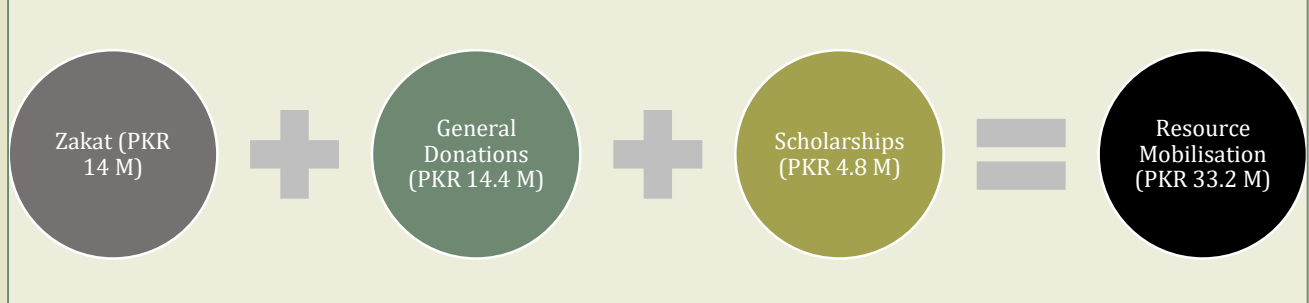 Zakat (PKR
14 M)
General
Donations
(PKR 14.4 M)
Scholarships
(PKR 4.8 M)
Resource
Mobilisation
(PKR 33.2 M)